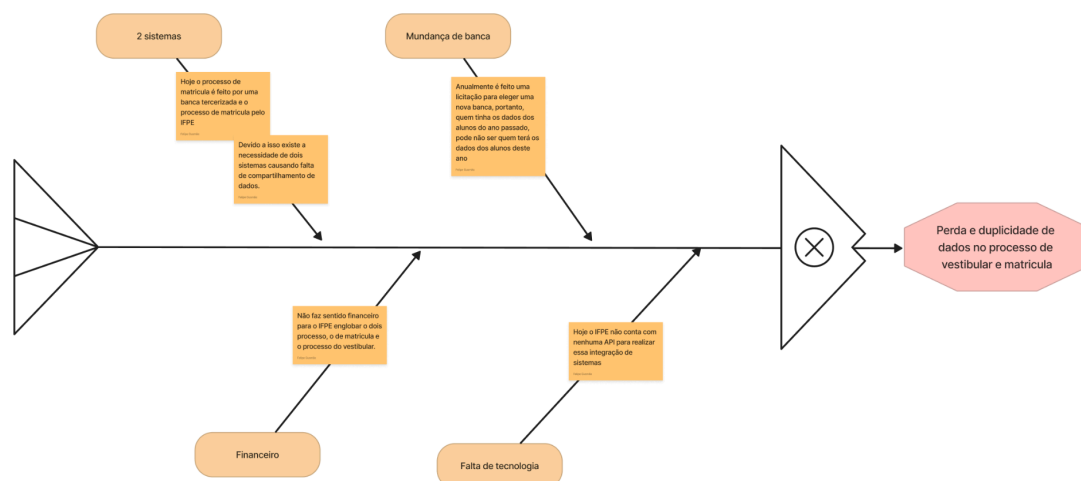 2 sistemas
Mundança de banca
Hoje o processo de
matrícula é feito por uma
banca tercerizada e o
processo de matricula pelo
IFPE
Devido a isso existe a
necessidade de dois
sistemas causando falta
de compartilhamento de
dados.
Anualmente é feito uma
licitação para eleger uma
nova banca, portanto,
quem tinha os dados dos
alunos do ano passado,
pode não ser quem terá os
dados dos alunos deste
ano
Perda e duplicidade de
dados no processo de
vestibular e matricula
Não faz sentido financeiro
para o IFPE englobar o dois
processo, o de matrícula e
o processo do vestibular.
Hoje o IFPE não conta com
nenhuma API para realizar
essa integração de
sistemas
Financeiro
Falta de tecnologia